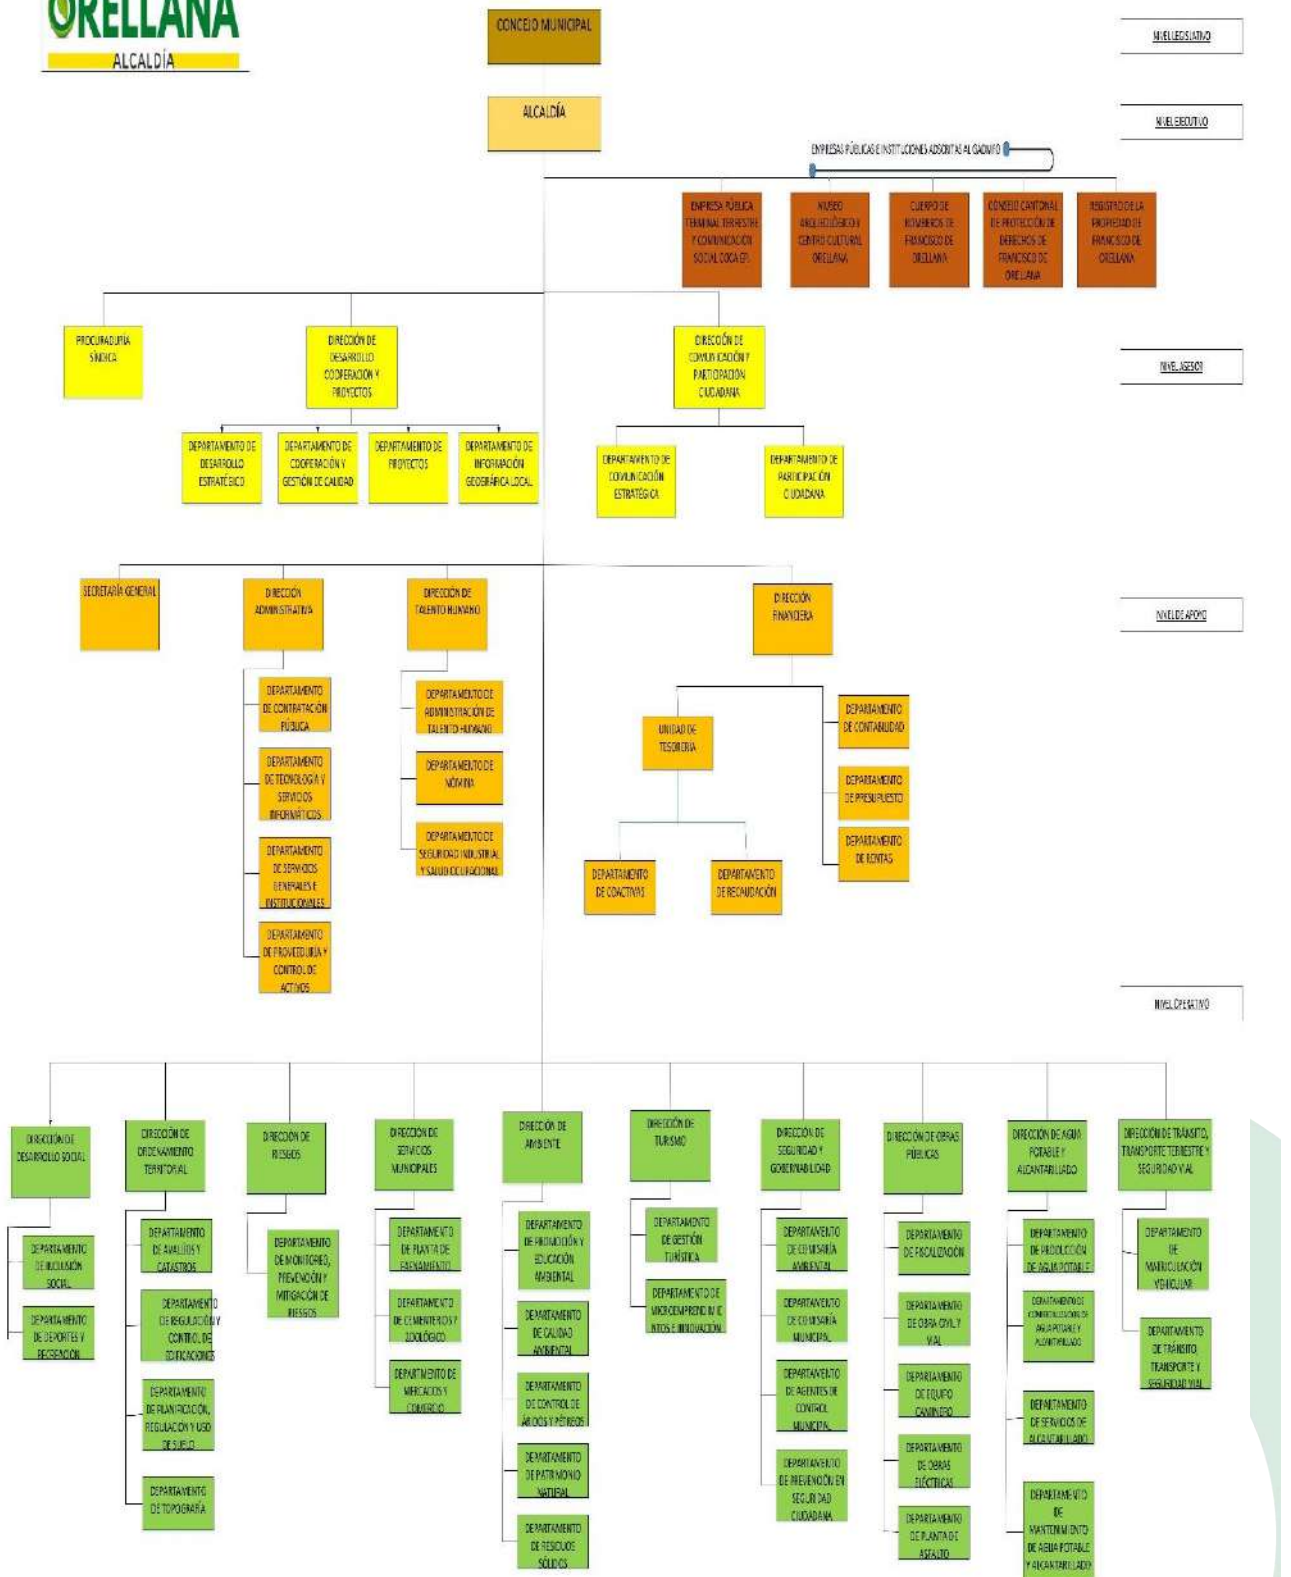 ORELLANA
ALCALDÍA
CONCEJO MUNICIPAL
NIVEL LEGISLATIVO
ALCALDÍA
NIVEL EJECUTIVO
EMPRESAS PÚBLICAS E INSTITUCIONES ADSCRITAS AL GADMFO
EMPRESA PÚBLICA
TERMINAL TERRESTRE
Y COMUNICACIÓN
SOCIAL COCA-EP.
MUSEO
ARQUEOLÓGICO Y
CENTRO CULTURAL
ORELLANA
CUERPO DE
BOMBEROS DE
FRANCISCO DE
ORELLANA
CONSEJO CANTONAL
DE PROTECCIÓN DE
DERECHOS DE
FRANCISCO DE
ORELLANA
REGISTRO DE LA
PROPIEDAD DE
FRANCISCO DE
ORELLANA
PROCURADURÍA
SÍNDICA
DIRECCIÓN DE
DESARROLLO
COOPERACIÓN Y
PROYECTOS
DIRECCIÓN DE
COMUNICACIÓN Y
PARTICIPACIÓN
CIUDADANA
NIVEL ASESOR
DEPARTAMENTO DE
DESARROLLO
ESTRATÉGICO
DEPARTAMENTO DE
COOPERACIÓN Y
GESTIÓN DE CALIDAD
DEPARTAMENTO DE
PROYECTOS
DEPARTAMENTO DE
INFORMACIÓN
GEOGRÁFICA LOCAL
DEPARTAMENTO DE
COMUNICACIÓN
ESTRATÉGICA
DEPARTAMENTO DE
PARTICIPACIÓN
CIUDADANA
SECRETARÍA GENERAL
DIRECCIÓN
ADMINISTRATIVA
DIRECCIÓN DE
TALENTO HUMANO
DIRECCIÓN
FINANCIERA
NIVEL DE APOYO
DEPARTAMENTO
DE CONTRATACIÓN
PÚBLICA
DEPARTAMENTO
DE TECNOLOGÍA Y
SERVICIOS
INFORMÁTICOS
DEPARTAMENTO
DE SERVICIOS
GENERALES E
INSTITUCIONALES
DEPARTAMENTO
DE PROVEEDURÍA Y
CONTROL DE
ACTIVOS
DEPARTAMENTO DE
ADMINISTRACIÓN DE
TALENTO HUMANO
DEPARTAMENTO DE
NÓMINA
DEPARTAMENTO DE
SEGURIDAD INDUSTRIAL
Y SALUD OCUPACIONAL
UNIDAD DE
TESORERÍA
DEPARTAMENTO
DE COACTIVAS
DEPARTAMENTO
DE RECAUDACIÓN
DEPARTAMENTO
DE CONTABILIDAD
DEPARTAMENTO
DE PRESUPUESTO
DEPARTAMENTO
DE RENTAS
NIVEL OPERATIVO
DIRECCIÓN DE
DESARROLLO SOCIAL
DEPARTAMENTO
DE INCLUSIÓN
SOCIAL
DEPARTAMENTO
DE DEPORTES Y
RECREACIÓN
DIRECCIÓN DE
ORDENAMIENTO
TERRITORIAL
DEPARTAMENTO
DE AVALÚOS Y
CATASTROS
DEPARTAMENTO
DE REGULACIÓN Y
CONTROL DE
EDIFICACIONES
DEPARTAMENTO
DE PLANIFICACIÓN,
REGULACIÓN Y USO
DE SUELO
DEPARTAMENTO
DE TOPOGRAFÍA
DIRECCIÓN DE
RIESGOS
DEPARTAMENTO
DE MONITOREO,
PREVENCIÓN Y
MITIGACIÓN DE
RIESGOS
DIRECCIÓN DE
SERVICIOS
MUNICIPALES
DEPARTAMENTO
DE PLANTA DE
FAENAMIENTO
DEPARTAMENTO
DE CEMENTERIOS Y
ZOOLÓGICO
DEPARTMENTO DE
MERCADOS Y
COMERCIO
DIRECCIÓN DE
AMBIENTE
DEPARTAMENTO
DE PROMOCIÓN Y
EDUCACIÓN
AMBIENTAL
DEPARTAMENTO
DE CALIDAD
AMBIENTAL
DEPARTAMENTO
DE CONTROL DE
ÁRIDOS Y PÉTREOS
DEPARTAMENTO
DE PATRIMONIO
NATURAL
DEPARTAMENTO
DE RESIDUOS
SÓLIDOS
DIRECCIÓN DE
TURISMO
DEPARTAMENTO
DE GESTIÓN
TURÍSTICA
DEPARTAMENTO DE
MICROEMPRENDIMIE
NTOS E INNOVACIÓN
DIRECCIÓN DE
SEGURIDAD Y
GOBERNABILIDAD
DEPARTAMENTO
DE COMISARÍA
AMBIENTAL
DEPARTAMENTO
DE COMISARÍA
MUNICIPAL
DEPARTAMENTO
DE AGENTES DE
CONTROL
MUNICIPAL
DEPARTAMENTO
DE PREVENCIÓN EN
SEGURIDAD
CIUDADANA
DIRECCIÓN DE OBRAS
PÚBLICAS
DEPARTAMENTO
DE FISCALIZACIÓN
DEPARTAMENTO
DE OBRA CIVIL Y
VIAL
DEPARTAMENTO
DE EQUIPO
CAMINERO
DEPARTAMENTO
DE OBRAS
ELÉCTRICAS
DEPARTAMENTO
DE PLANTA DE
ASFALTO
DIRECCIÓN DE AGUA
POTABLE Y
ALCANTARILLADO
DEPARTAMENTO
DE PRODUCCIÓN
DE AGUA POTABLE
DEPARTAMENTO DE
COMERCIALIZACIÓN DE
AGUA POTABLE Y
ALCANTARILLADO
DEPARTAMENTO
DE SERVICIOS DE
ALCANTARILLADO
DEPARTAMENTO
DE
MANTENIMIENTO
DE AGUA POTABLE
Y ALCANTARILLADO
DIRECCIÓN DE TRÁNSITO,
TRANSPORTE TERRESTRE Y
SEGURIDAD VIAL
DEPARTAMENTO
DE
MATRICULACIÓN
VEHICULAR
DEPARTAMENTO
DE TRÁNSITO,
TRANSPORTE Y
SEGURIDAD VIAL